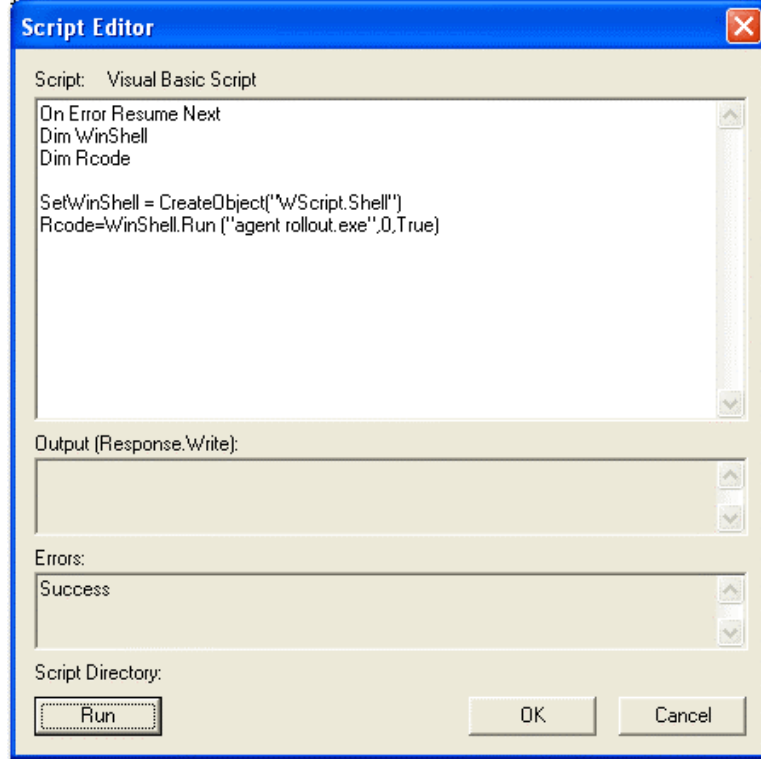 Script Editor
Script: Visual Basic Script
On Error Resume Next
Dim WinShell
Dim Rcode
SetWinShell = CreateObject("WScript.Shell")
Rcode=WinShell.Run ("agent rollout.exe",0,True)
Output (Response.Write):
Errors:
Success
Script Directory:
Run OK Cancel